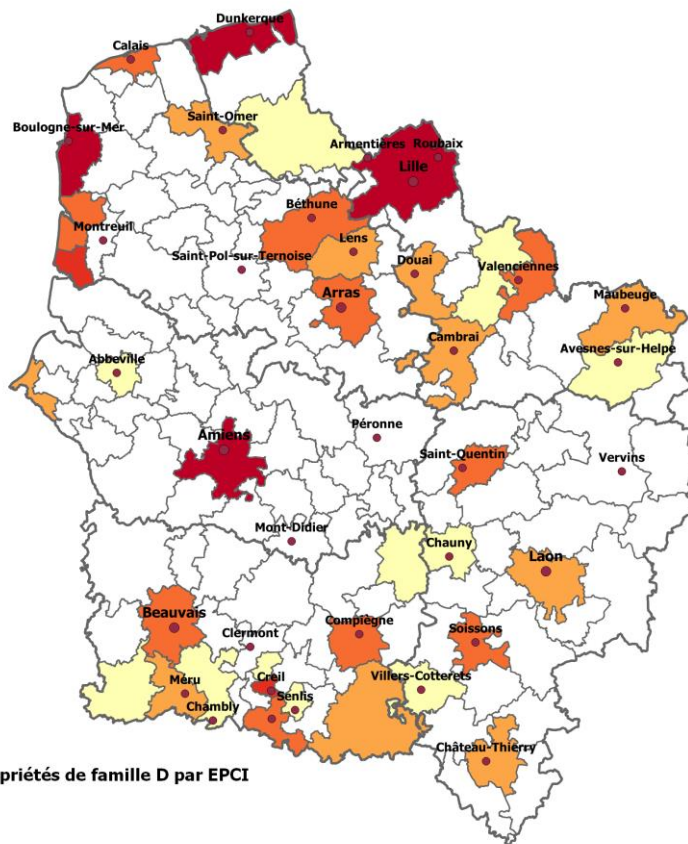 Dunkerque
Calais
Saint-Omer
Boulogne-sur-Mer
Armentières
Roubaix
Lille
Béthune
Montreuil
Lens
Saint-Pol-sur-Ternoise
Douai
Valenciennes
Arras
Maubeuge
Cambrai
Avesnes-sur-Helpe
Abbeville
Péronne
Amiens
Saint-Quentin
Vervins
Mont-Didier
Chauny
Laon
Beauvais
Compiègne
Clermont
Soissons
Creil
Villers-Cotterets
Méru
Senlis
Chambly
Château-Thierry
priétés de famille D par EPCI